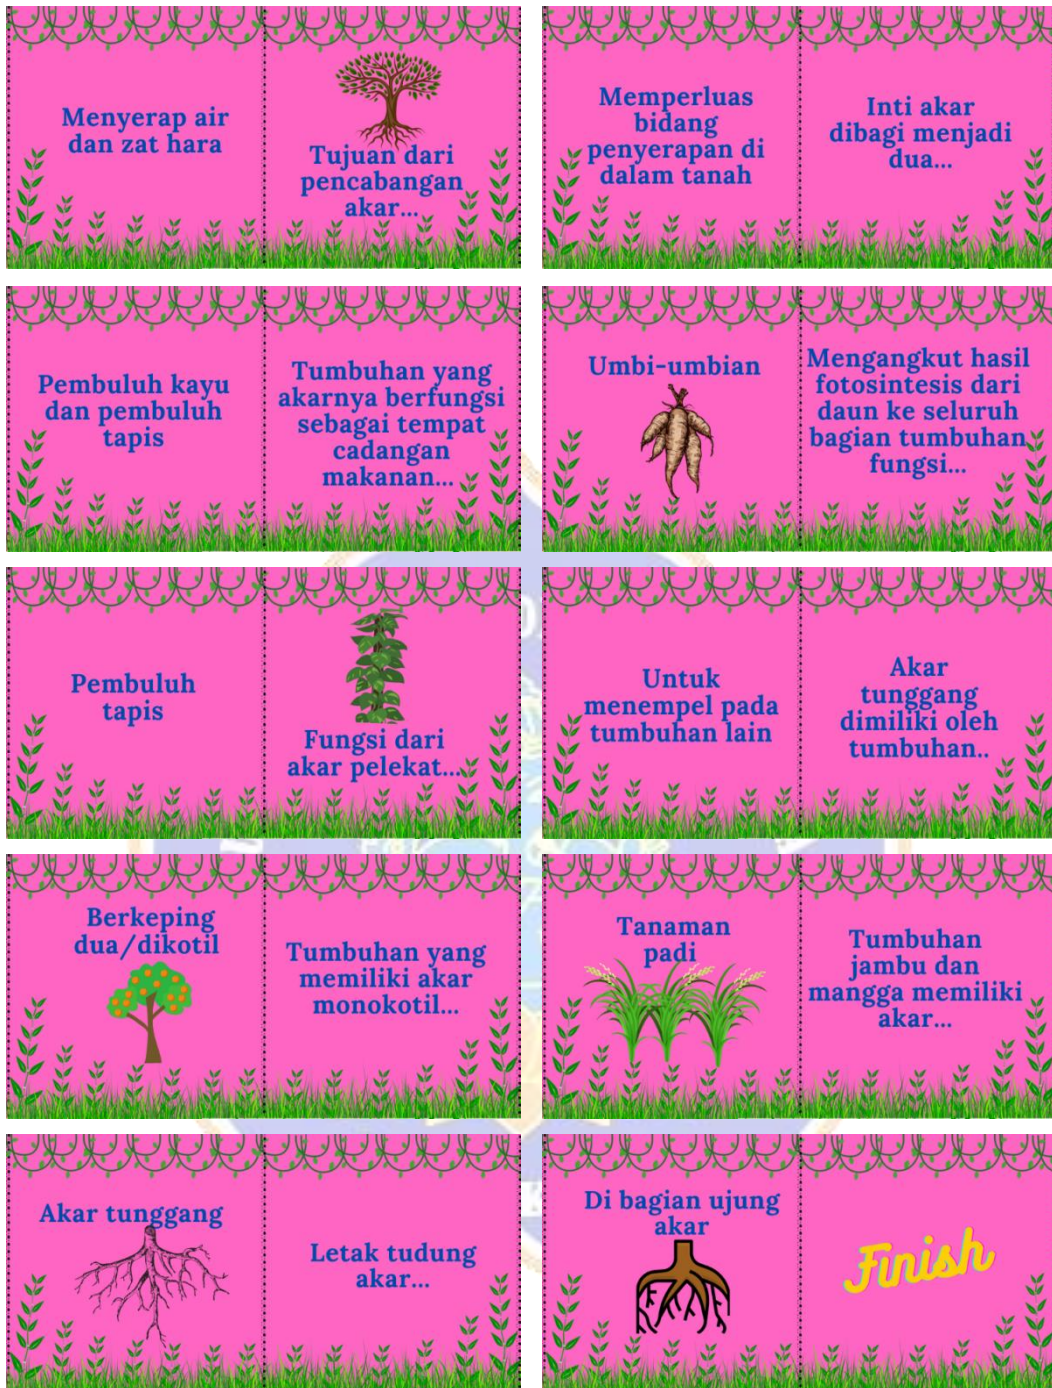 Menyerap air
dan zat hara
Tujuan dari
pencabangan
akar...
Memperluas
bidang
penyerapan di
dalam tanah
Inti akar
dibagi menjadi
dua...
Pembuluh kayu
dan pembuluh
tapis
Tumbuhan yang
akarnya berfungsi
sebagai tempat
cadangan
makanan...
Umbi-umbian
Mengangkut hasil
fotosintesis dari
daun ke seluruh
bagian tumbuhan
fungsi...
Pembuluh
tapis
Fungsi dari
akar pelekat...
Untuk
menempel pada
tumbuhan lain
Akar
tunggang
dimiliki oleh
tumbuhan..
Berkeping
dua/dikotil
Tumbuhan yang
memiliki akar
monokotil...
Tanaman
padi
Tumbuhan
jambu dan
mangga memiliki
akar...
Akar tunggang
Letak tudung
akar...
Di bagian ujung
akar
Finish